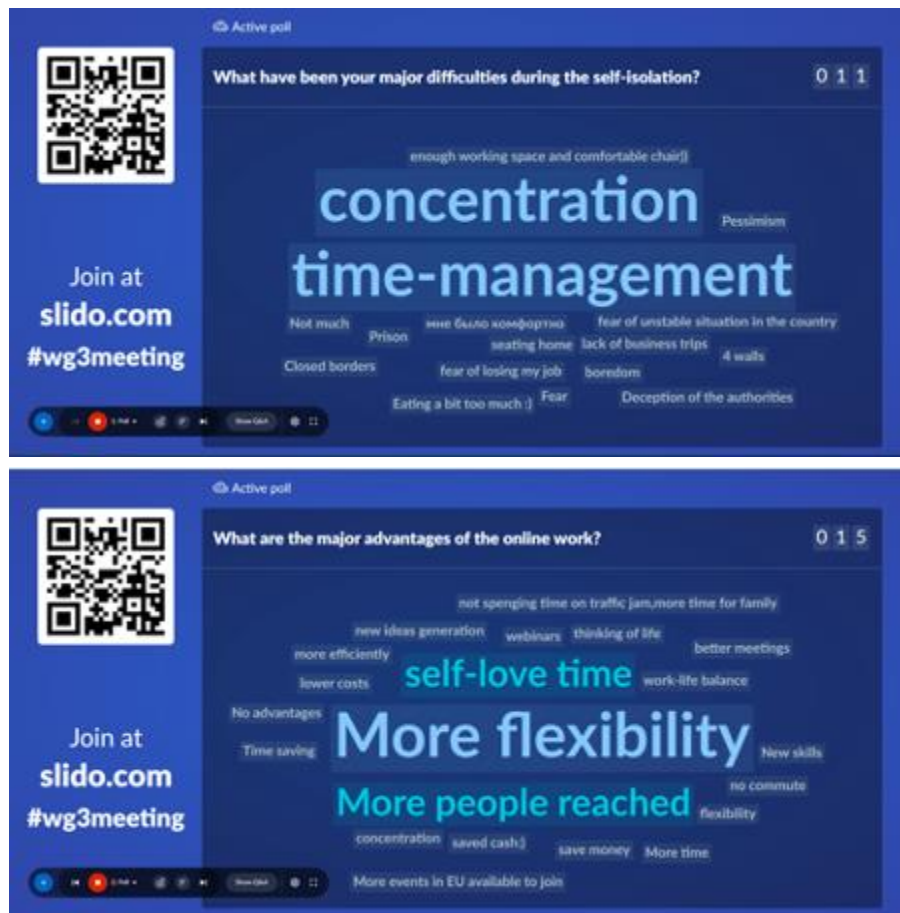 Active poll
What have been your major difficulties during the self-isolation?
0 1 1
enough working space and comfortable chair))
concentration
Pessimism
time-management
Not much
Prison
мне было комфортно
fear of unstable situation in the country
seating home
lack of business trips
4 walls
Closed borders
fear of losing my job
boredom
Eating a bit too much :)
Fear
Deception of the authorities
Join at
slido.com
#wg3meeting
Show Q&A
Active poll
What are the major advantages of the online work?
0 1 5
not spenging time on traffic jam,more time for family
new ideas generation
webinars
thinking of life
better meetings
more efficiently
self-love time
work-life balance
lower costs
No advantages
More flexibility
Time saving
New skills
no commute
More people reached
flexibility
concentration
saved cash:)
save money
More time
More events in EU available to join
Join at
slido.com
#wg3meeting